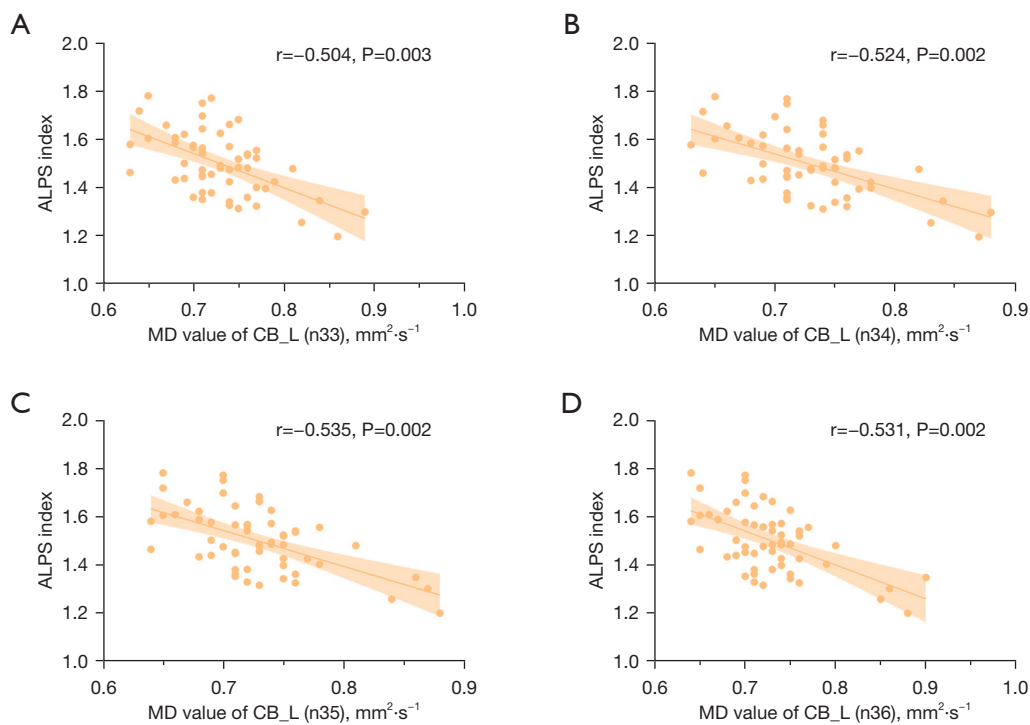 A
r=−0.504, P=0.003
ALPS index
2.0
1.8
1.6
1.4
1.2
1.0
0.6 0.7 0.8 0.9 1.0
MD value of CB_L (n33), mm²·s⁻¹
B
r=−0.524, P=0.002
ALPS index
2.0
1.8
1.6
1.4
1.2
1.0
0.6 0.7 0.8 0.9
MD value of CB_L (n34), mm²·s⁻¹
C
r=−0.535, P=0.002
ALPS index
2.0
1.8
1.6
1.4
1.2
1.0
0.6 0.7 0.8 0.9
MD value of CB_L (n35), mm²·s⁻¹
D
r=−0.531, P=0.002
ALPS index
2.0
1.8
1.6
1.4
1.2
1.0
0.6 0.7 0.8 0.9 1.0
MD value of CB_L (n36), mm²·s⁻¹